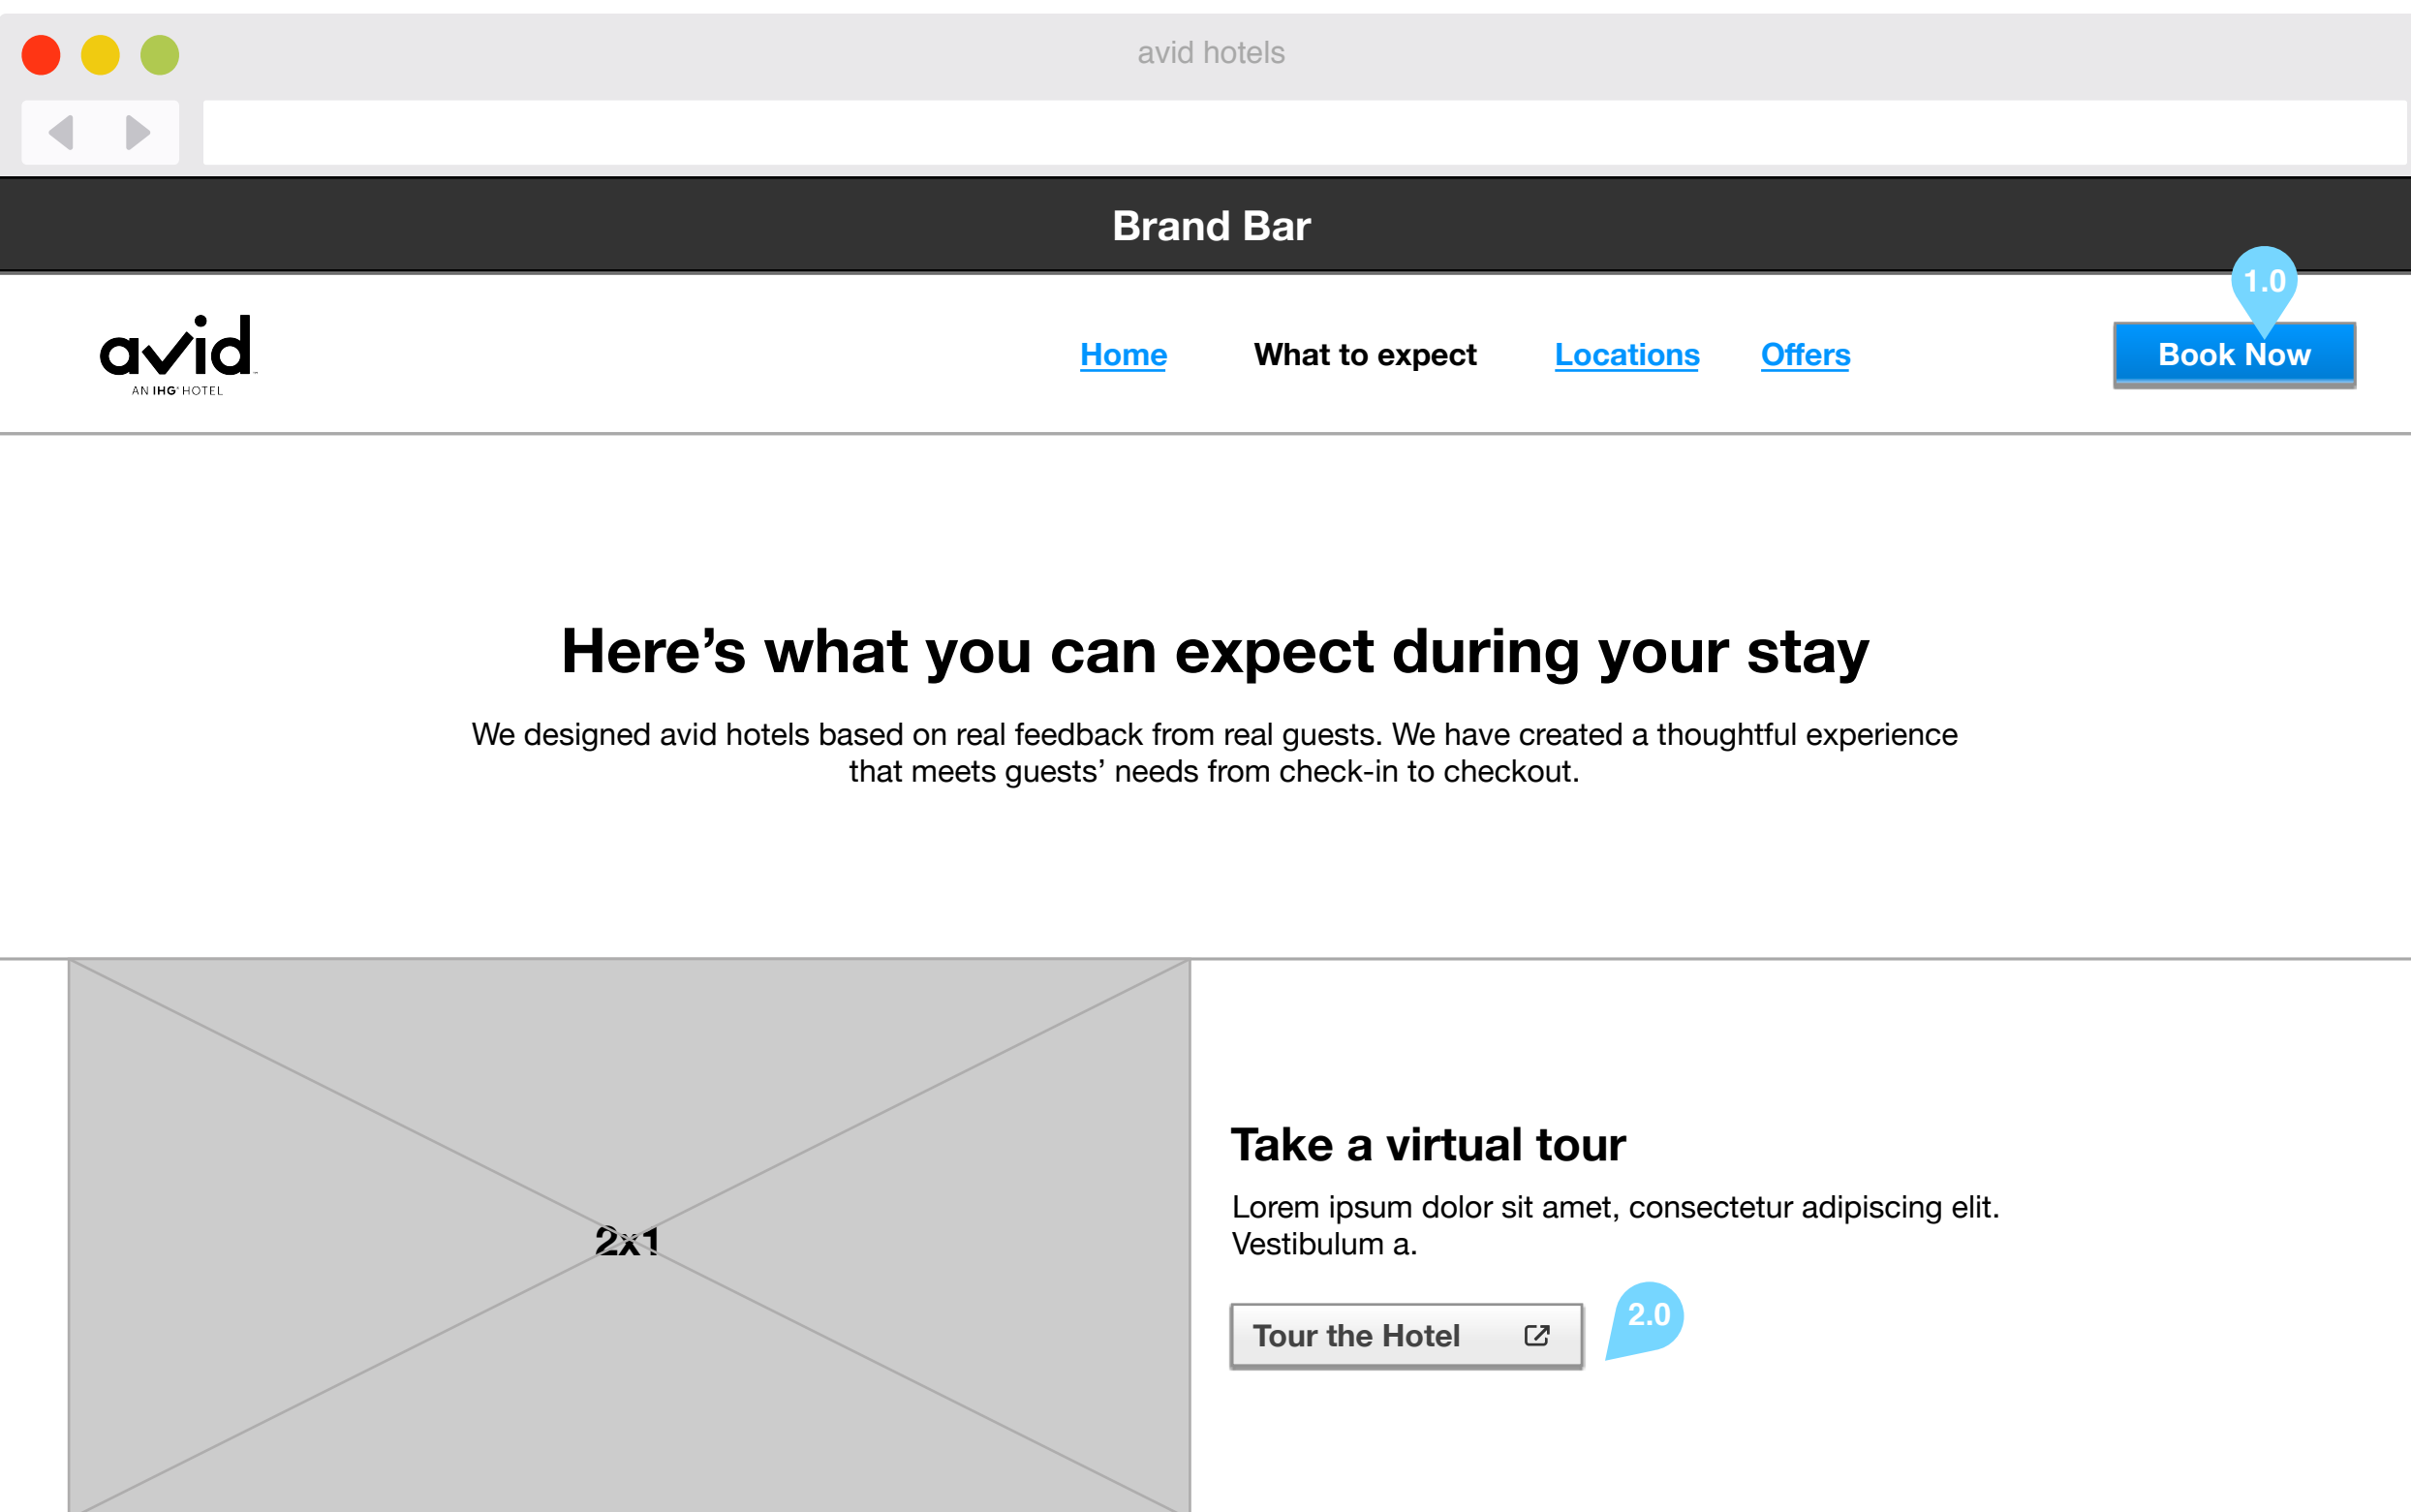 avid hotels
Brand Bar
1.0
avid
AN IHG® HOTEL
Home
What to expect
Locations
Offers
Book Now
Here’s what you can expect during your stay
We designed avid hotels based on real feedback from real guests. We have created a thoughtful experience
that meets guests’ needs from check-in to checkout.
2x1
Take a virtual tour
Lorem ipsum dolor sit amet, consectetur adipiscing elit.
Vestibulum a.
Tour the Hotel
2.0